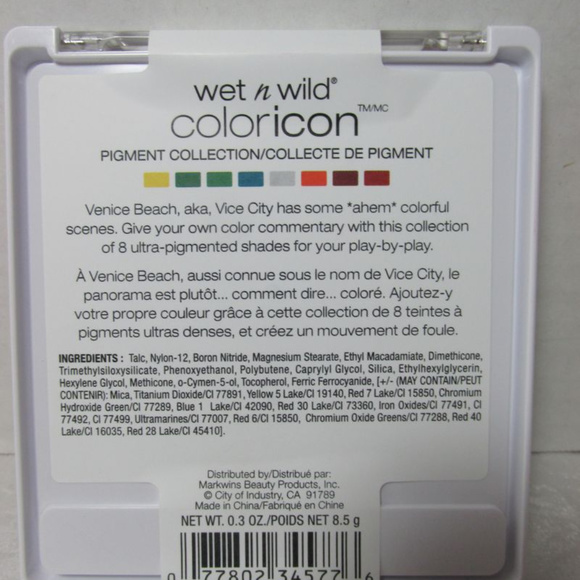 wet n wild®
coloricon TM/MC
PIGMENT COLLECTION/COLLECTE DE PIGMENT
Venice Beach, aka, Vice City has some *ahem* colorful
scenes. Give your own color commentary with this collection
of 8 ultra-pigmented shades for your play-by-play.
À Venice Beach, aussi connue sous le nom de Vice City, le
panorama est plutôt... comment dire... coloré. Ajoutez-y
votre propre couleur grâce à cette collection de 8 teintes à
pigments ultras denses, et créez un mouvement de foule.
INGREDIENTS : Talc, Nylon-12, Boron Nitride, Magnesium Stearate, Ethyl Macadamiate, Dimethicone,
Trimethylsiloxysilicate, Phenoxyethanol, Polybutene, Caprylyl Glycol, Silica, Ethylhexylglycerin,
Hexylene Glycol, Methicone, o-Cymen-5-ol, Tocopherol, Ferric Ferrocyanide, [+/- (MAY CONTAIN/PEUT
CONTENIR): Mica, Titanium Dioxide/CI 77891, Yellow 5 Lake/CI 19140, Red 7 Lake/CI 15850, Chromium
Hydroxide Green/CI 77289, Blue 1 Lake/CI 42090, Red 30 Lake/CI 73360, Iron Oxides/CI 77491, CI
77492, CI 77499, Ultramarines/CI 77007, Red 6/CI 15850, Chromium Oxide Greens/CI 77288, Red 40
Lake/CI 16035, Red 28 Lake/CI 45410].
Distributed by/Distribué par:
Markwins Beauty Products, Inc.
© City of Industry, CA 91789
Made in China/Fabriqué en Chine
NET WT. 0.3 OZ./POIDS NET 8.5 g
0 77802 34577 6